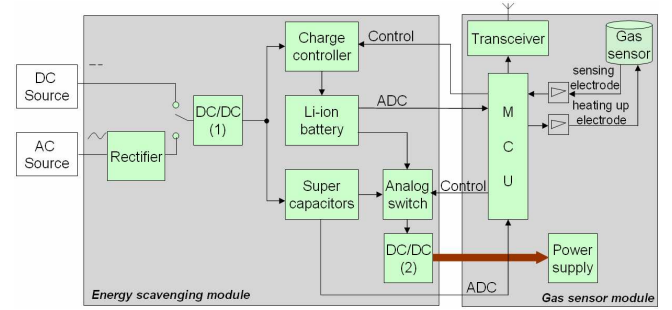 DC
Source
AC
Source
Rectifier
DC/DC
(1)
Charge
controller
Li-ion
battery
Super
capacitors
Analog
switch
DC/DC
(2)
Control
ADC
Control
ADC
Energy scavenging module
Transceiver
M
C
U
Gas
sensor
sensing
electrode
heating up
electrode
Power
supply
Gas sensor module